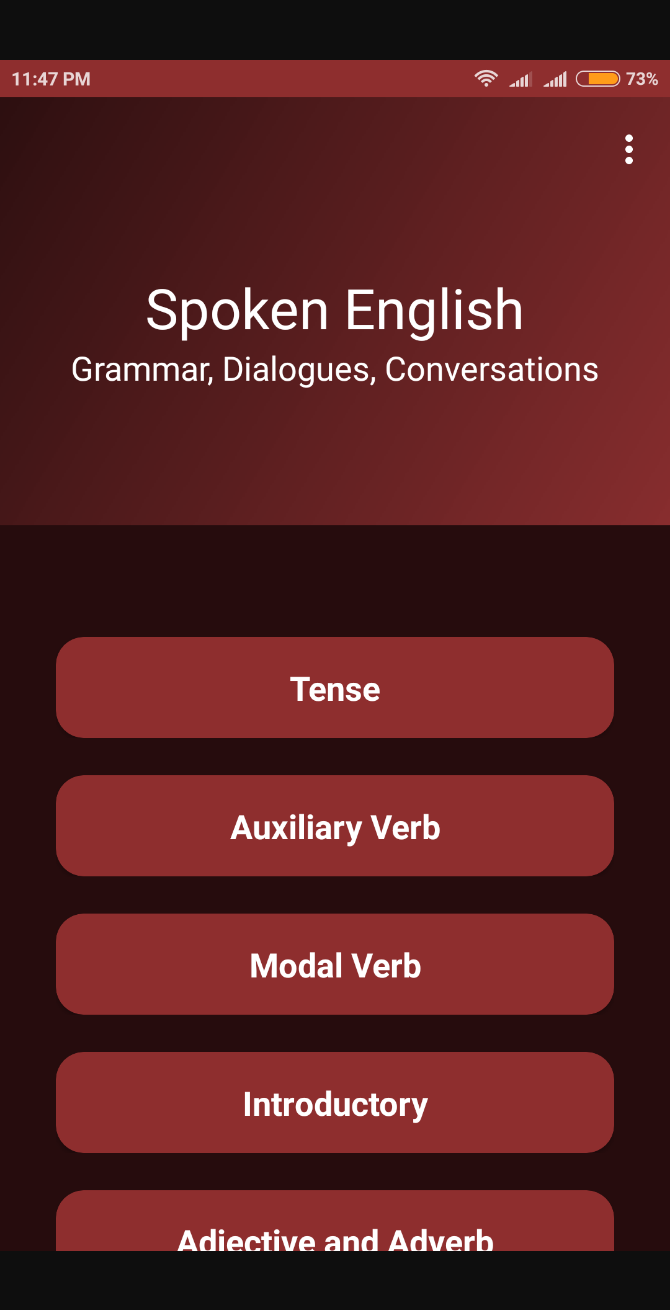 11:47 PM 73%
Spoken English
Grammar, Dialogues, Conversations
Tense
Auxiliary Verb
Modal Verb
Introductory
Adjective and Adverb